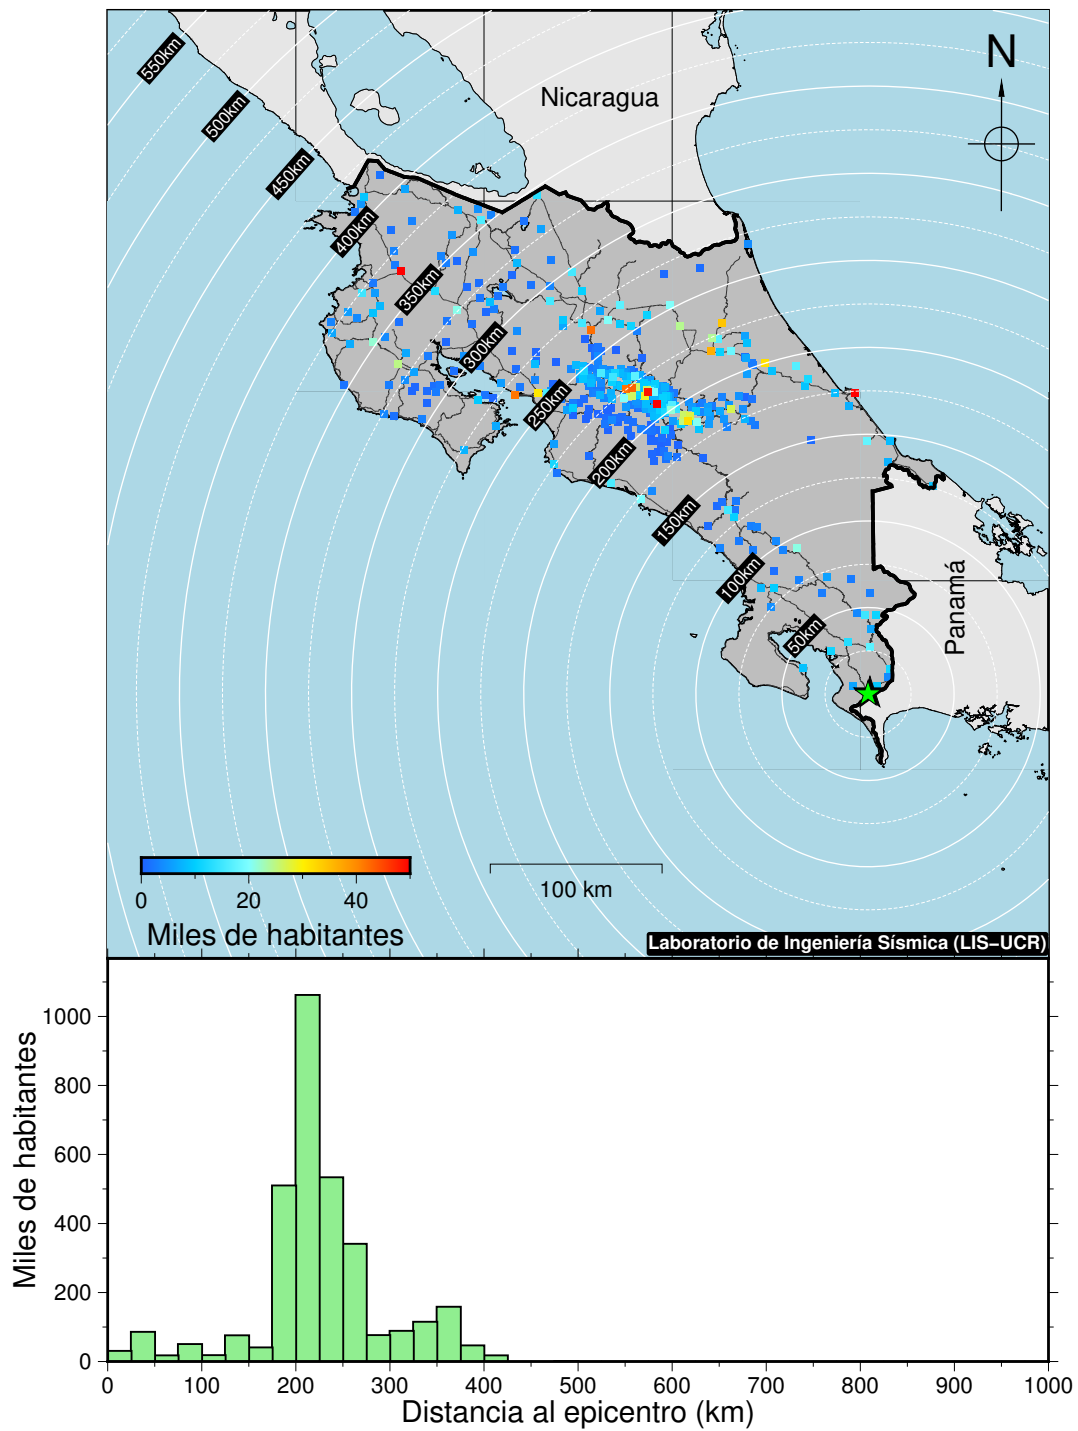 550km
500km
450km
400km
350km
300km
250km
200km
150km
100km
50km
Nicaragua
N
Panamá
0 20 40
Miles de habitantes
100 km
Laboratorio de Ingeniería Sísmica (LIS−UCR)
Miles de habitantes
1000
800
600
400
200
0
0 100 200 300 400 500 600 700 800 900 1000
Distancia al epicentro (km)